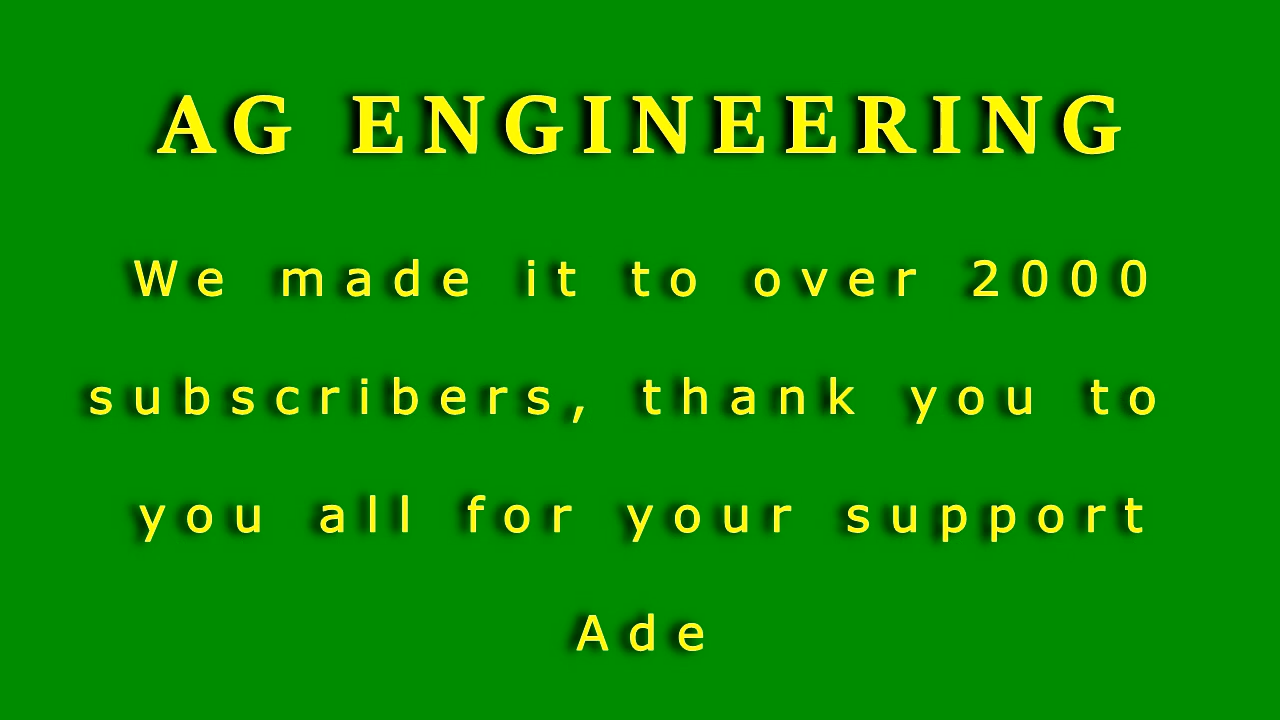 AG ENGINEERING
We made it to over 2000
subscribers, thank you to
you all for your support
Ade